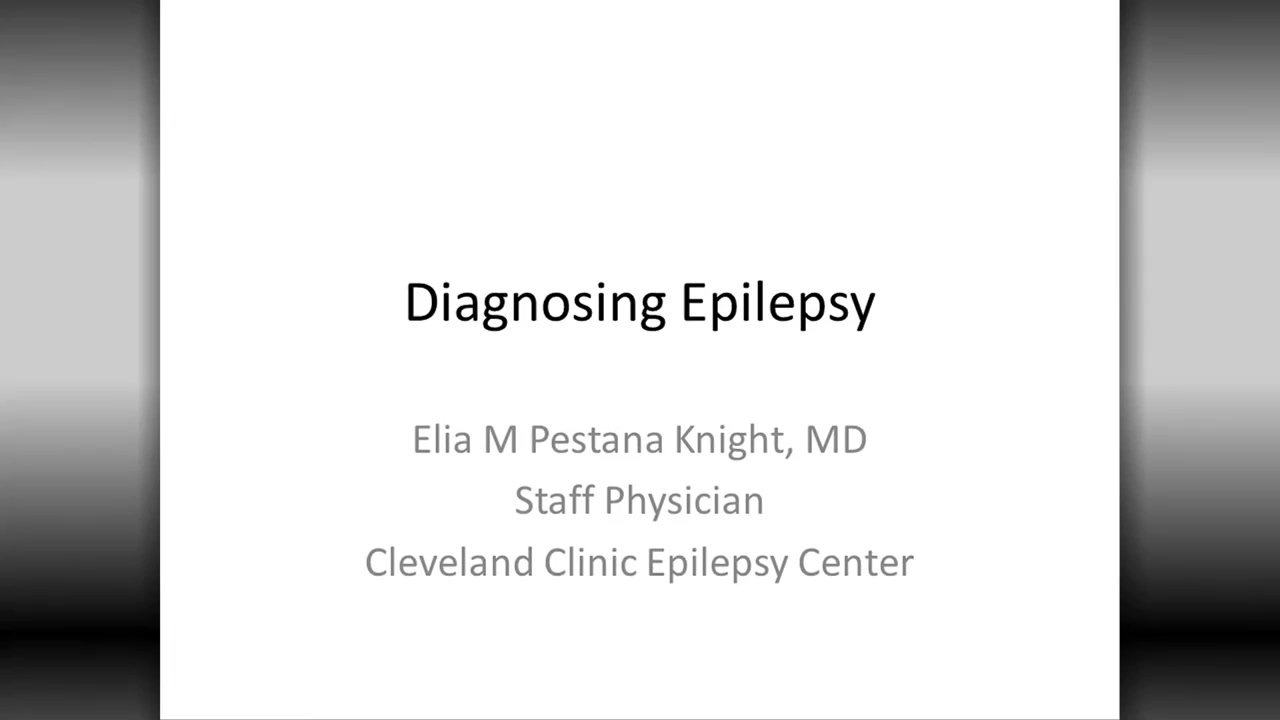 Diagnosing Epilepsy
Elia M Pestana Knight, MD
Staff Physician
Cleveland Clinic Epilepsy Center